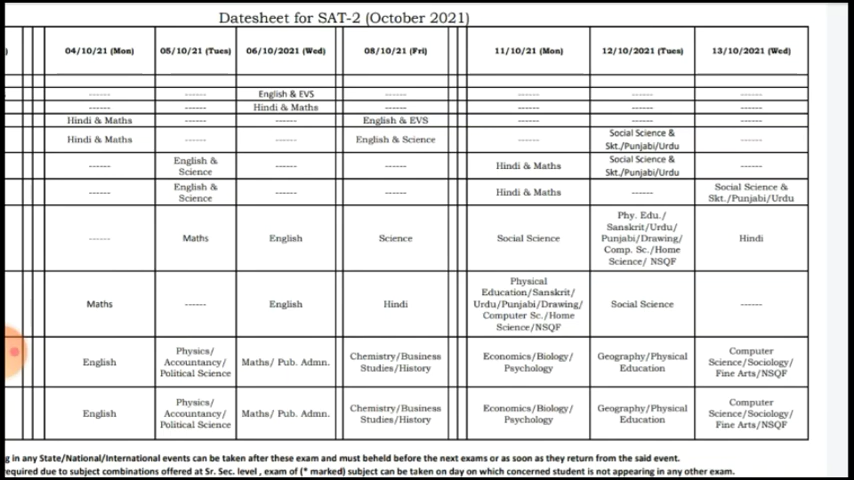 Datesheet for SAT-2 (October 2021)
) 04/10/21 (Mon) 05/10/21 (Tues) 06/10/2021 (Wed) 08/10/21 (Fri) 11/10/21 (Mon) 12/10/2021 (Tues) 13/10/2021 (Wed)
------ ------ English & EVS ------ ------ ------ ------
------ ------ Hindi & Maths ------ ------ ------ ------
Hindi & Maths ------ ------ English & EVS ------ ------ ------
Hindi & Maths ------ ------ English & Science ------ Social Science &
Skt./Punjabi/Urdu ------
------ English &
Science ------ ------ Hindi & Maths Social Science &
Skt./Punjabi/Urdu ------
------ English &
Science ------ ------ Hindi & Maths ------ Social Science &
Skt./Punjabi/Urdu
------ Maths English Science Social Science Phy. Edu./
Sanskrit/Urdu/
Punjabi/Drawing/
Comp. Sc./Home
Science/ NSQF Hindi
Maths ------ English Hindi Physical
Education/Sanskrit/
Urdu/Punjabi/Drawing/
Computer Sc./Home
Science/NSQF Social Science ------
English Physics/
Accountancy/
Political Science Maths/ Pub. Admn. Chemistry/Business
Studies/History Economics/Biology/
Psychology Geography/Physical
Education Computer
Science/Sociology/
Fine Arts/NSQF
English Physics/
Accountancy/
Political Science Maths/ Pub. Admn. Chemistry/Business
Studies/History Economics/Biology/
Psychology Geography/Physical
Education Computer
Science/Sociology/
Fine Arts/NSQF
g in any State/National/International events can be taken after these exam and must beheld before the next exams or as soon as they return from the said event.
required due to subject combinations offered at Sr. Sec. level , exam of (* marked) subject can be taken on day on which concerned student is not appearing in any other exam.